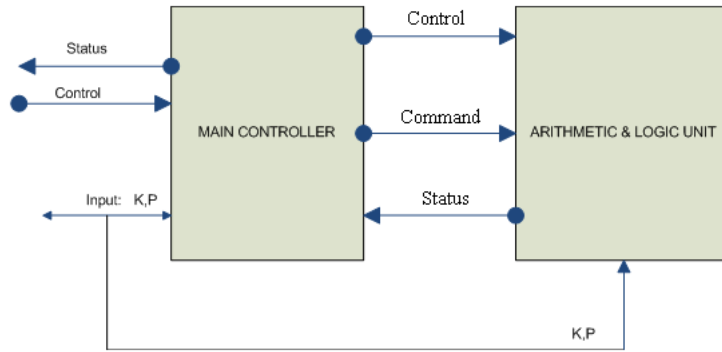 Status
Control
Input: K,P
MAIN CONTROLLER
Control
Command
Status
ARITHMETIC & LOGIC UNIT
K,P